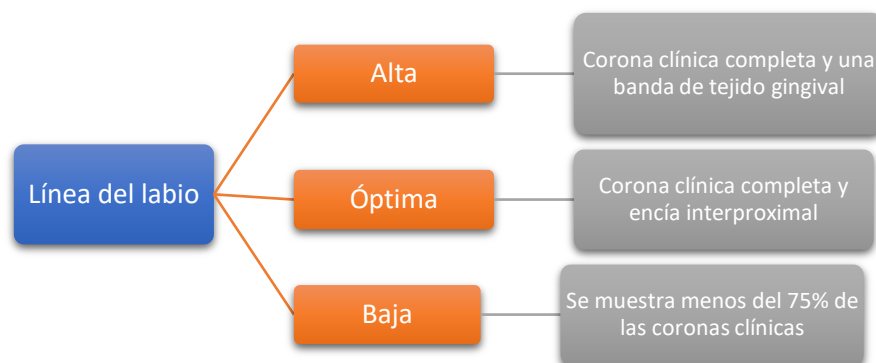 Línea del labio
Alta
Corona clínica completa y una
banda de tejido gingival
Óptima
Corona clínica completa y
encía interproximal
Baja
Se muestra menos del 75% de
las coronas clínicas